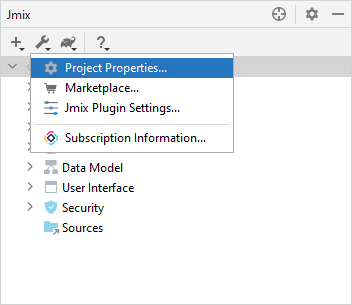 Jmix
Project Properties...
Marketplace...
Jmix Plugin Settings...
Subscription Information...
Data Model
User Interface
Security
Sources